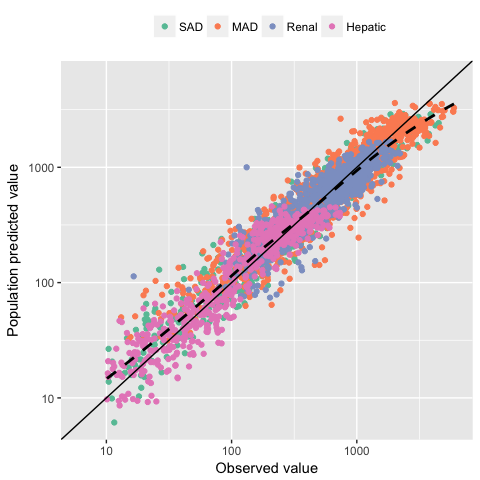 SAD MAD Renal Hepatic
Population predicted value
1000
100
10
10 100 1000
Observed value